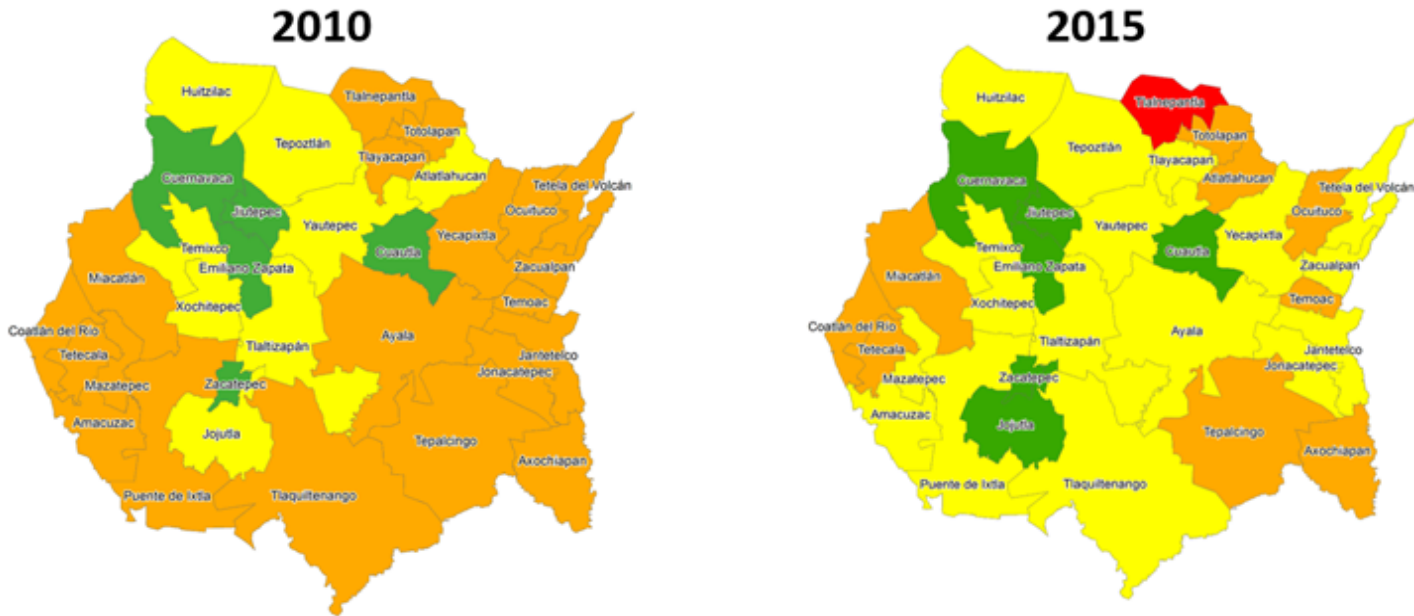 2010
Huitzilac
Tlalnepantla
Totolapan
Tepoztlán
Tlayacapan
Atlatlahucan
Cuernavaca
Tetela del Volcán
Jiutepec
Ocuituco
Yautepec
Yecapixtla
Temixco
Cuautla
Emiliano Zapata
Zacualpan
Miacatlán
Xochitepec
Temoac
Coatlán del Río
Ayala
Tlaltizapán
Tetecala
Jantetelco
Jonacatepec
Mazatepec
Zacatepec
Amacuzac
Jojutla
Tepalcingo
Axochiapan
Puente de Ixtla
Tlaquiltenango
2015
Huitzilac
Tlalnepantla
Totolapan
Tepoztlán
Tlayacapan
Atlatlahucan
Cuernavaca
Tetela del Volcán
Jiutepec
Ocuituco
Yautepec
Yecapixtla
Temixco
Cuautla
Emiliano Zapata
Zacualpan
Miacatlán
Xochitepec
Temoac
Coatlán del Río
Ayala
Tlaltizapán
Tetecala
Jantetelco
Jonacatepec
Mazatepec
Zacatepec
Amacuzac
Jojutla
Tepalcingo
Axochiapan
Puente de Ixtla
Tlaquiltenango